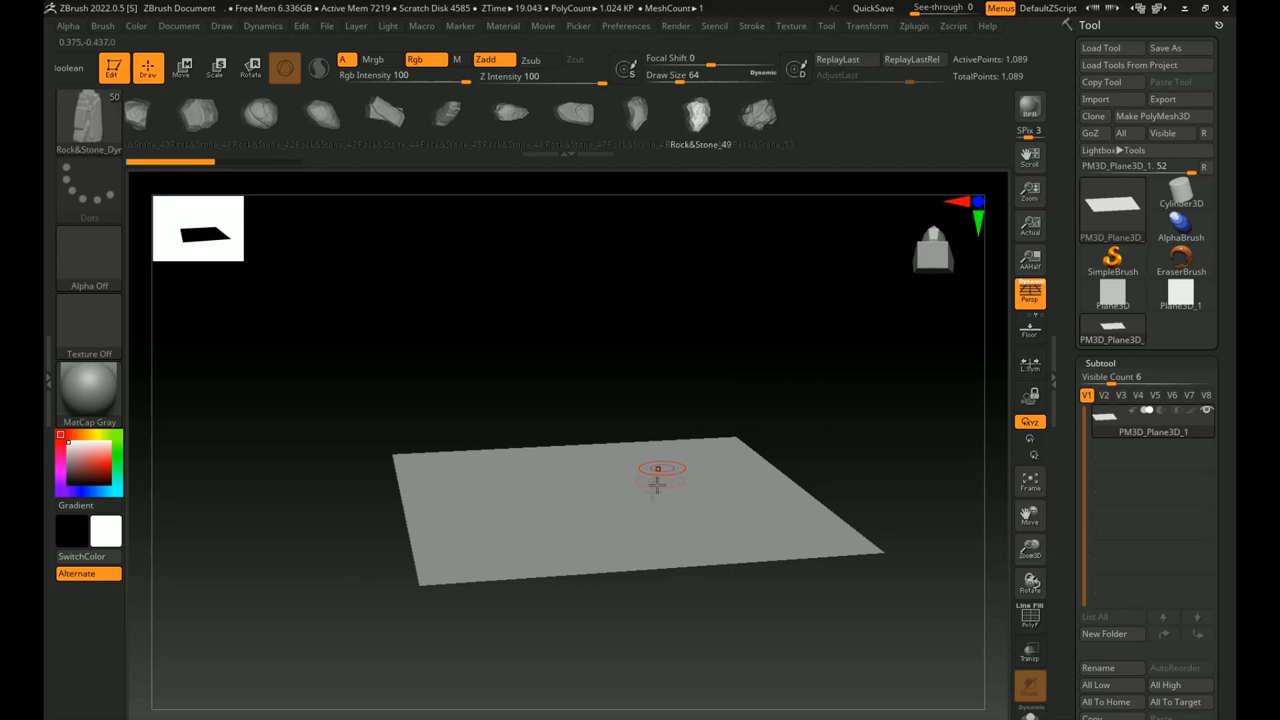 ZBrush 2022.0.5 [S] ZBrush Document . • Free Mem 6.336GB • Active Mem 7219 • Scratch Disk 4585 • ZTime▸19.043 • PolyCount▸1.024 KP • MeshCount▸1 AC QuickSave See-through 0 Menus DefaultZScript
Alpha Brush Color Document Draw Dynamics Edit File Layer Light Macro Marker Material Movie Picker Preferences Render Stencil Stroke Texture Tool Transform Zplugin Zscript Help
0.375,-0.437,0
Boolean
Edit
Draw
Move
Scale
Rotate
A Mrgb Rgb M Zadd Zsub Zcut
Rgb Intensity 100 Z Intensity 100
Focal Shift 0
Draw Size 64 Dynamic
ReplayLast ReplayLastRel ActivePoints: 1,089
AdjustLast TotalPoints: 1,089
50
Rock&Stone_Dyn
Rock&Stone_49
Dots
Alpha Off
Texture Off
MatCap Gray
Gradient
SwitchColor
Alternate
BPR
SPix 3
Scroll
Zoom
Actual
AAHalf
Dynamic
Persp
Floor
L.Sym
XYZ
Frame
Move
Zoom3D
Rotate
Line Fill
PolyF
Transp
Dynamic
Tool
Load Tool Save As
Load Tools From Project
Copy Tool Paste Tool
Import Export
Clone Make PolyMesh3D
GoZ All Visible R
Lightbox▸Tools
PM3D_Plane3D_1. 52 R
PM3D_Plane3D_ Cylinder3D
AlphaBrush
SimpleBrush EraserBrush
Plane3D Plane3D_1
PM3D_Plane3D_
Subtool
Visible Count 6
V1 V2 V3 V4 V5 V6 V7 V8
PM3D_Plane3D_1
List All
New Folder
Rename AutoReorder
All Low All High
All To Home All To Target